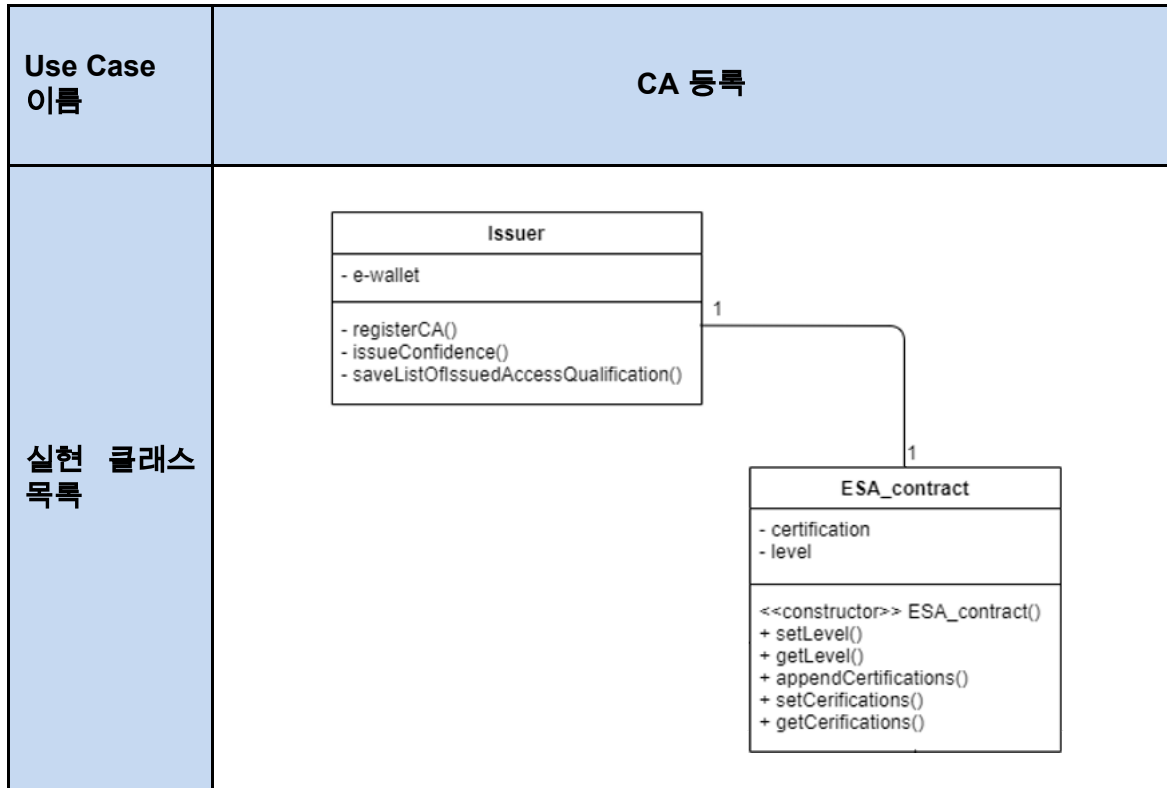 Use Case
이름
CA 등록
실현 클래스
목록
Issuer
- e-wallet
- registerCA()
- issueConfidence()
- saveListOfIssuedAccessQualification()
1
1
ESA_contract
- certification
- level
<<constructor>> ESA_contract()
+ setLevel()
+ getLevel()
+ appendCertifications()
+ setCerifications()
+ getCerifications()